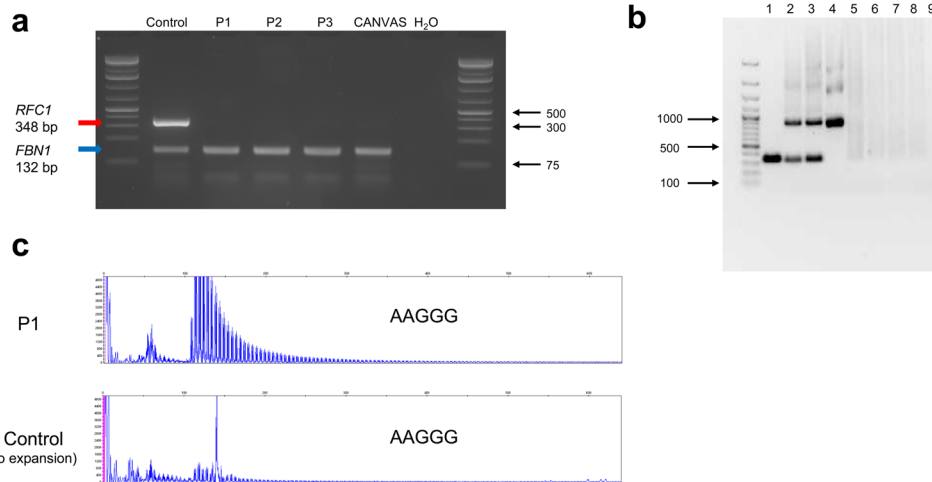 a
Control P1 P2 P3 CANVAS H₂O
RFC1
348 bp
FBN1
132 bp
500
300
75
b
1 2 3 4 5 6 7 8 9
1000
500
100
c
P1
AAGGG
Control
expansion)
AAGGG